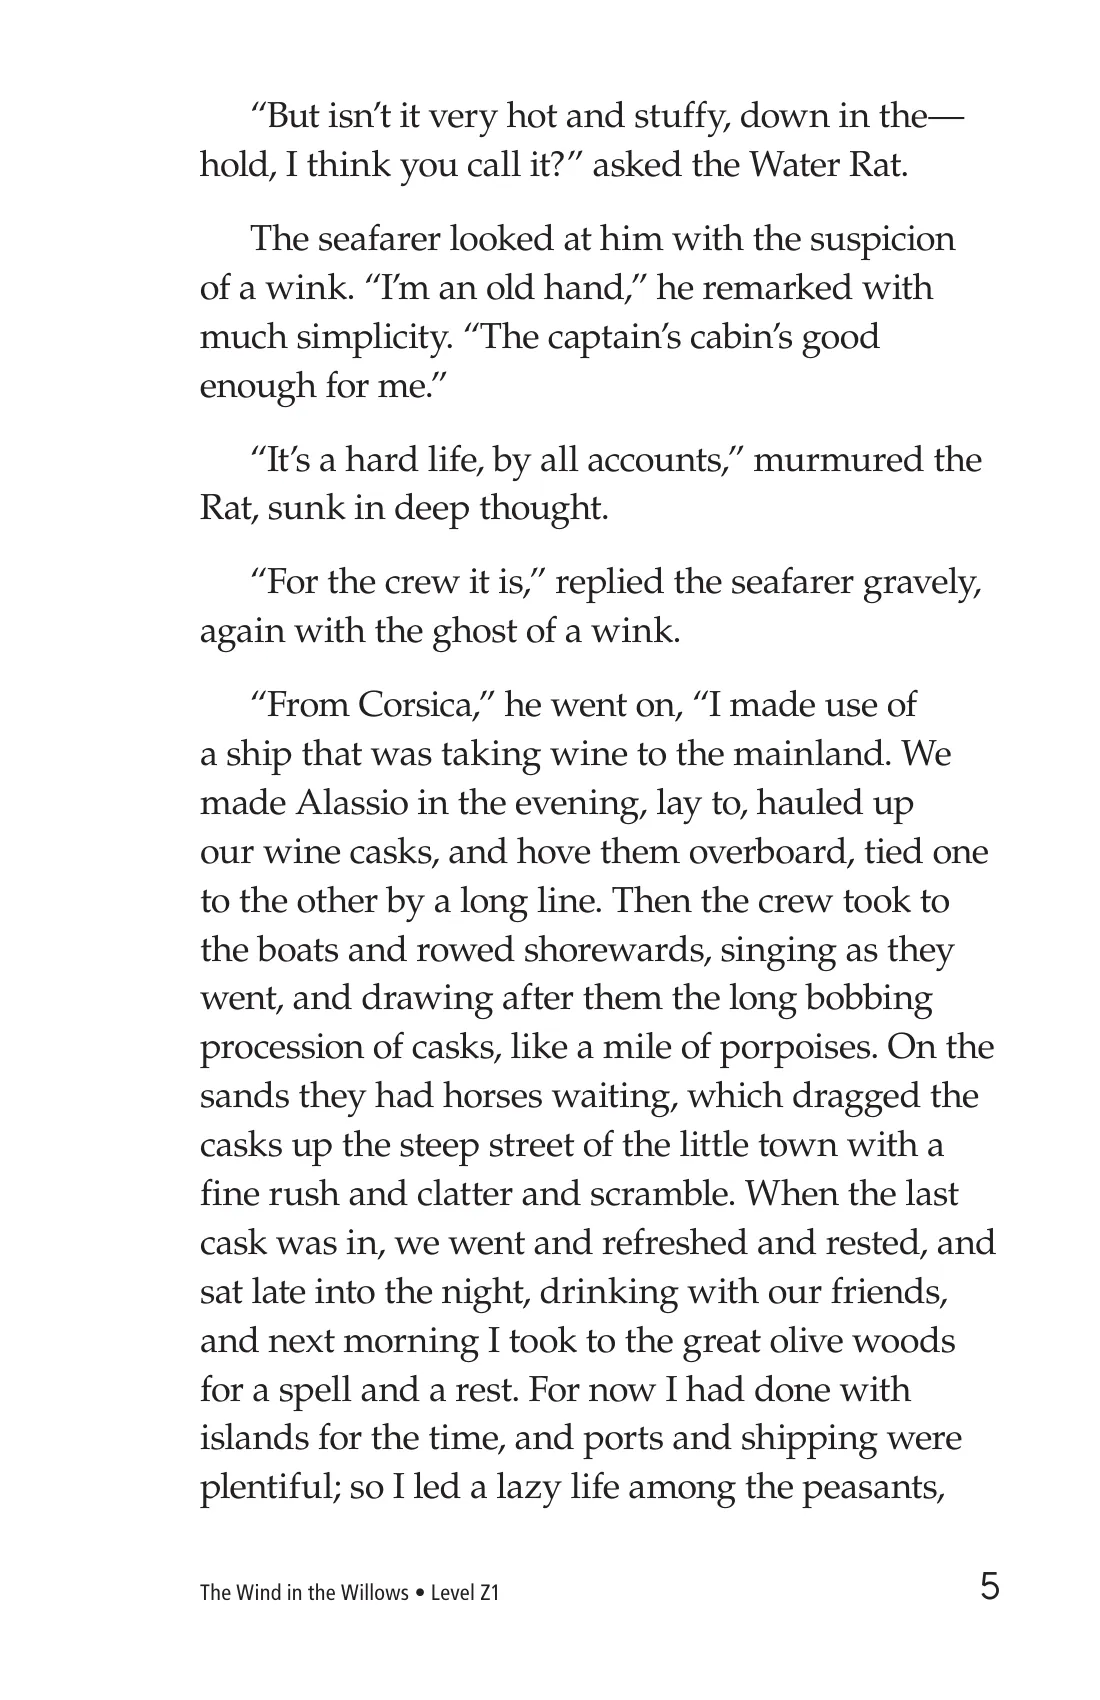 “But isn’t it very hot and stuffy, down in the—
hold, I think you call it?” asked the Water Rat.
The seafarer looked at him with the suspicion
of a wink. “I’m an old hand,” he remarked with
much simplicity. “The captain’s cabin’s good
enough for me.”
“It’s a hard life, by all accounts,” murmured the
Rat, sunk in deep thought.
“For the crew it is,” replied the seafarer gravely,
again with the ghost of a wink.
“From Corsica,” he went on, “I made use of
a ship that was taking wine to the mainland. We
made Alassio in the evening, lay to, hauled up
our wine casks, and hove them overboard, tied one
to the other by a long line. Then the crew took to
the boats and rowed shorewards, singing as they
went, and drawing after them the long bobbing
procession of casks, like a mile of porpoises. On the
sands they had horses waiting, which dragged the
casks up the steep street of the little town with a
fine rush and clatter and scramble. When the last
cask was in, we went and refreshed and rested, and
sat late into the night, drinking with our friends,
and next morning I took to the great olive woods
for a spell and a rest. For now I had done with
islands for the time, and ports and shipping were
plentiful; so I led a lazy life among the peasants,
The Wind in the Willows • Level Z1
5